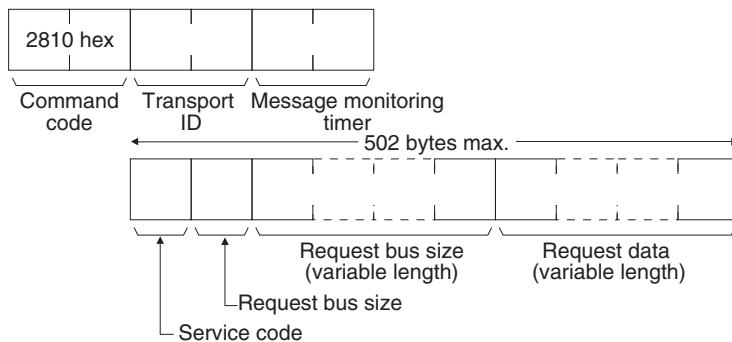 2810 hex
Command code
Transport ID
Message monitoring timer
502 bytes max.
Request bus size (variable length)
Request data (variable length)
Request bus size
Service code